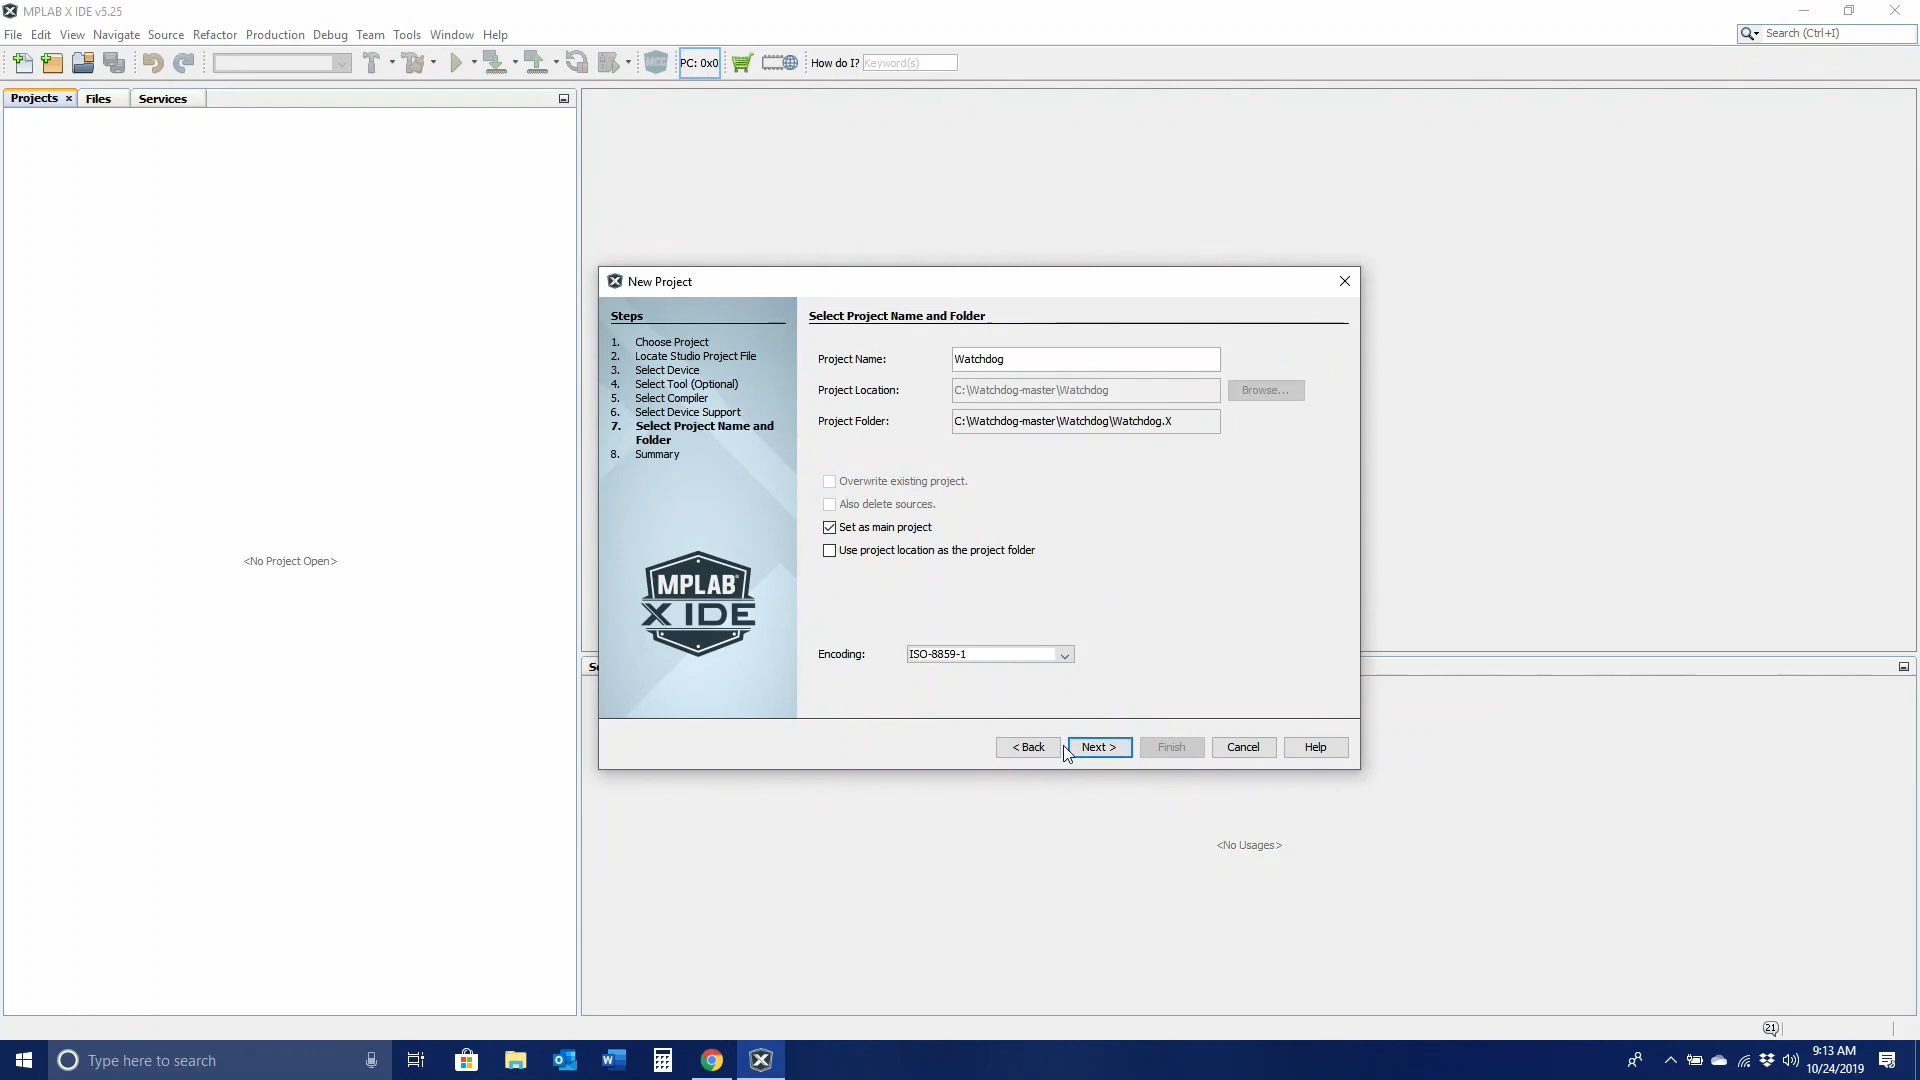 MPLAB X IDE v5.25
File Edit View Navigate Source Refactor Production Debug Team Tools Window Help
Search (Ctrl+I)
MCC
PC: 0x0
How do I? Keyword(s)
Projects × Files Services
<No Project Open>
New Project
Steps
1. Choose Project
2. Locate Studio Project File
3. Select Device
4. Select Tool (Optional)
5. Select Compiler
6. Select Device Support
7. Select Project Name and
Folder
8. Summary
MPLAB
X IDE
Select Project Name and Folder
Project Name: Watchdog
Project Location: C:\Watchdog-master\Watchdog Browse...
Project Folder: C:\Watchdog-master\Watchdog\Watchdog.X
Overwrite existing project.
Also delete sources.
Set as main project
Use project location as the project folder
Encoding: ISO-8859-1
< Back Next > Finish Cancel Help
<No Usages>
21
Type here to search
9:13 AM
10/24/2019